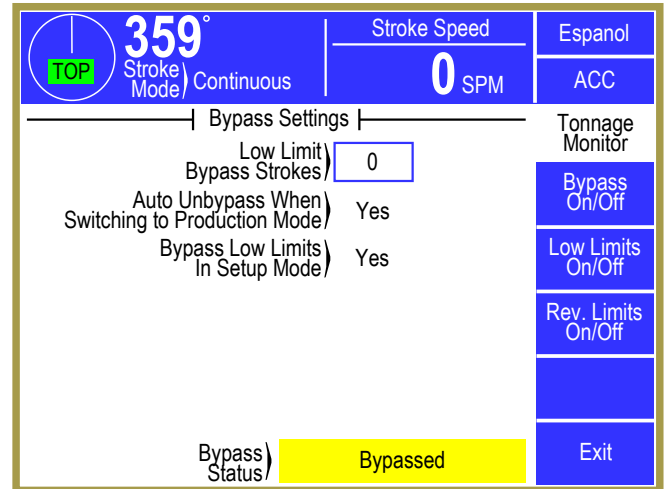 TOP
359°
Stroke
Mode) Continuous
Stroke Speed
0 SPM
Espanol
ACC
Bypass Settings
Low Limit
Bypass Strokes) 0
Auto Unbypass When
Switching to Production Mode) Yes
Bypass Low Limits
In Setup Mode) Yes
Bypass
Status) Bypassed
Tonnage
Monitor
Bypass
On/Off
Low Limits
On/Off
Rev. Limits
On/Off
Exit